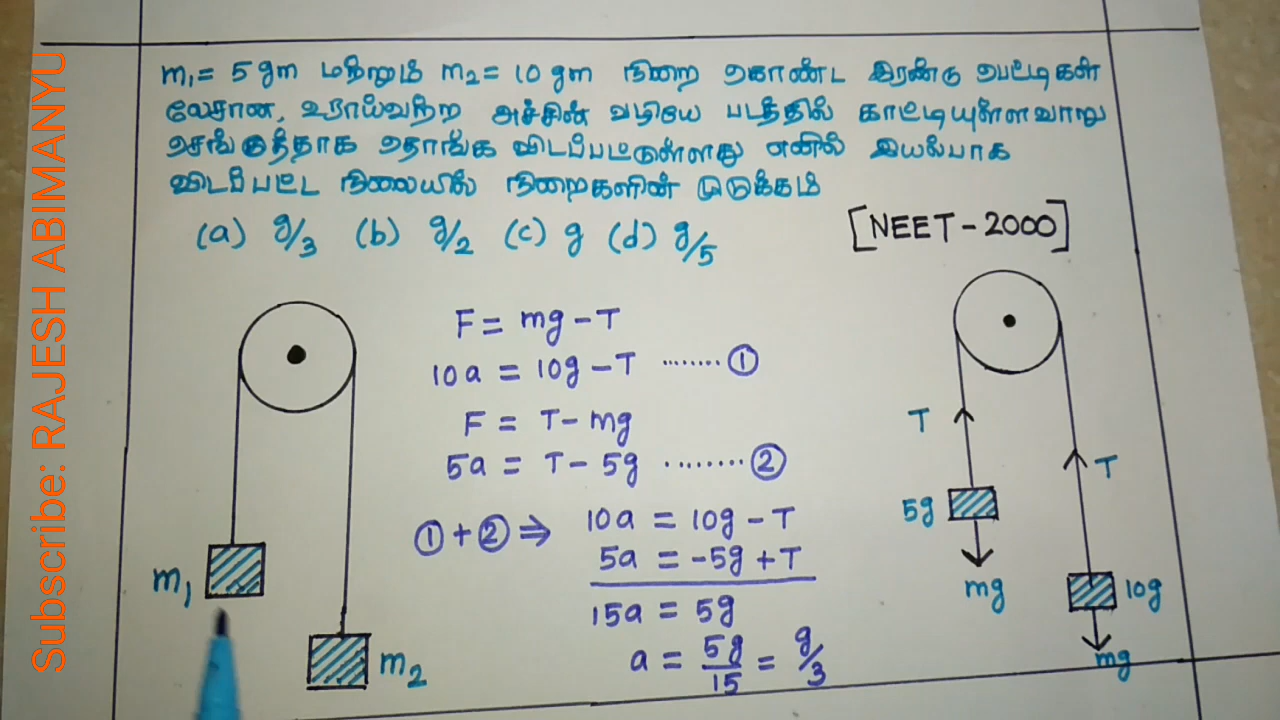 Subscribe: RAJESH ABIMANYU
m₁ = 5 gm மற்றும் m₂ = 10 gm நிறை கொண்ட இரண்டு பெட்டிகள்
லேசான, உராய்வற்ற அச்சின் வழியே படத்தில் காட்டியுள்ளவாறு
செங்குத்தாக தொங்க விடப்பட்டுள்ளது எனில் இயல்பாக
விடப்பட்ட நிலையில் நிறைகளின் முடுக்கம்
(a) g/3 (b) g/2 (c) g (d) g/5
[NEET - 2000]
F = mg - T
10a = 10g - T ........ ①
F = T - mg
5a = T - 5g ........ ②
① + ② ⇒ 10a = 10g - T
5a = -5g + T
15a = 5g
a = 5g/15 = g/3
m₁
m₂
T
T
5g
mg
10g
mg